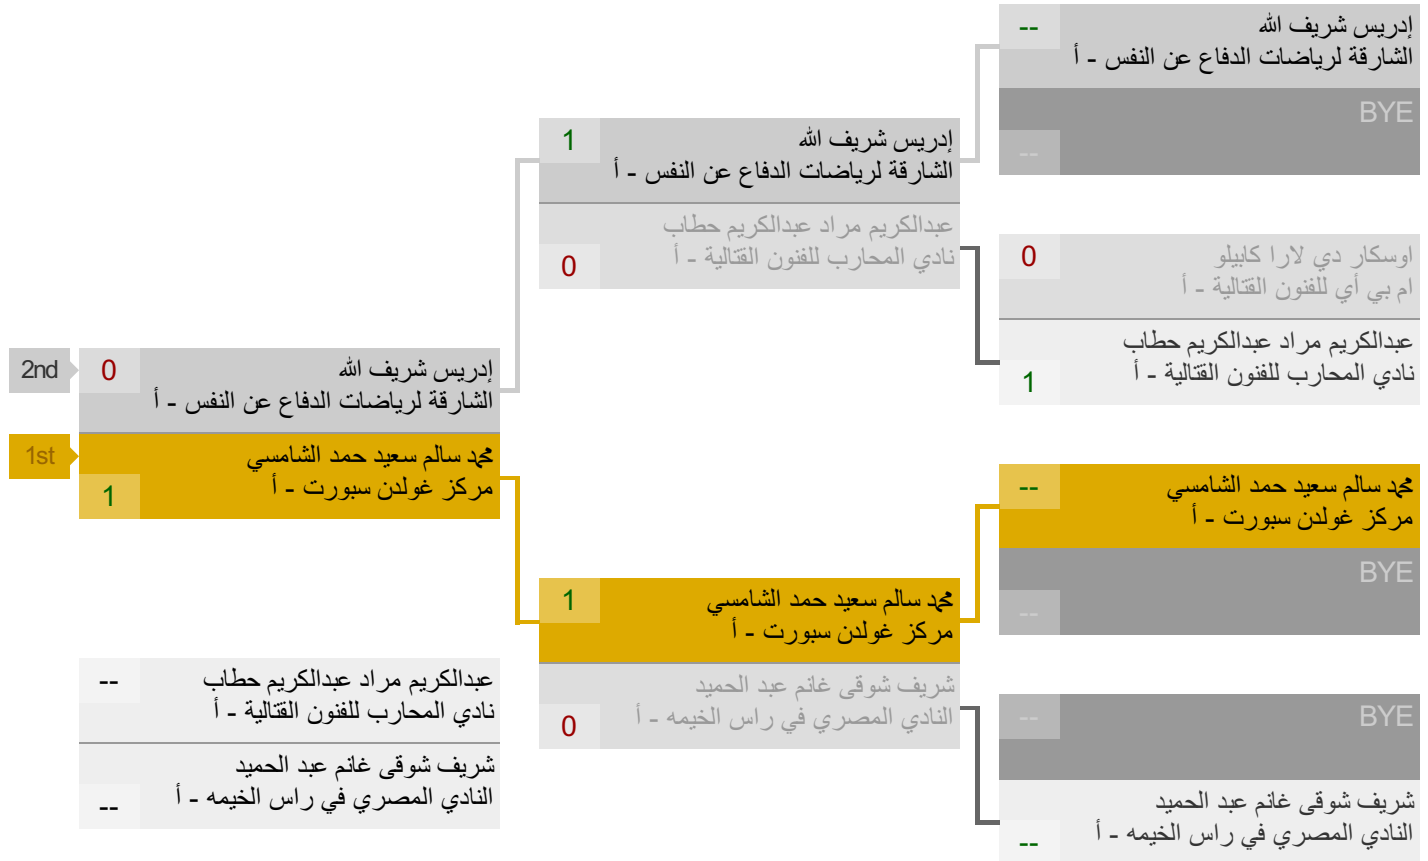 إدريس شريف الله
--
الشارقة لرياضات الدفاع عن النفس - أ
BYE
--
إدريس شريف الله
1
الشارقة لرياضات الدفاع عن النفس - أ
عبدالكريم مراد عبدالكريم حطاب
نادي المحارب للفنون القتالية - أ
0
اوسكار دي لارا كابيلو
0
ام بي أي للفنون القتالية - أ
عبدالكريم مراد عبدالكريم حطاب
نادي المحارب للفنون القتالية - أ
1
2nd
0
إدريس شريف الله
الشارقة لرياضات الدفاع عن النفس - أ
1st
محمد سالم سعيد حمد الشامسي
مركز غولدن سبورت - أ
1
محمد سالم سعيد حمد الشامسي
--
مركز غولدن سبورت - أ
BYE
--
محمد سالم سعيد حمد الشامسي
1
مركز غولدن سبورت - أ
شريف شوقى غانم عبد الحميد
النادي المصري في راس الخيمه - أ
0
عبدالكريم مراد عبدالكريم حطاب
--
نادي المحارب للفنون القتالية - أ
شريف شوقى غانم عبد الحميد
النادي المصري في راس الخيمه - أ
--
BYE
--
شريف شوقى غانم عبد الحميد
النادي المصري في راس الخيمه - أ
--